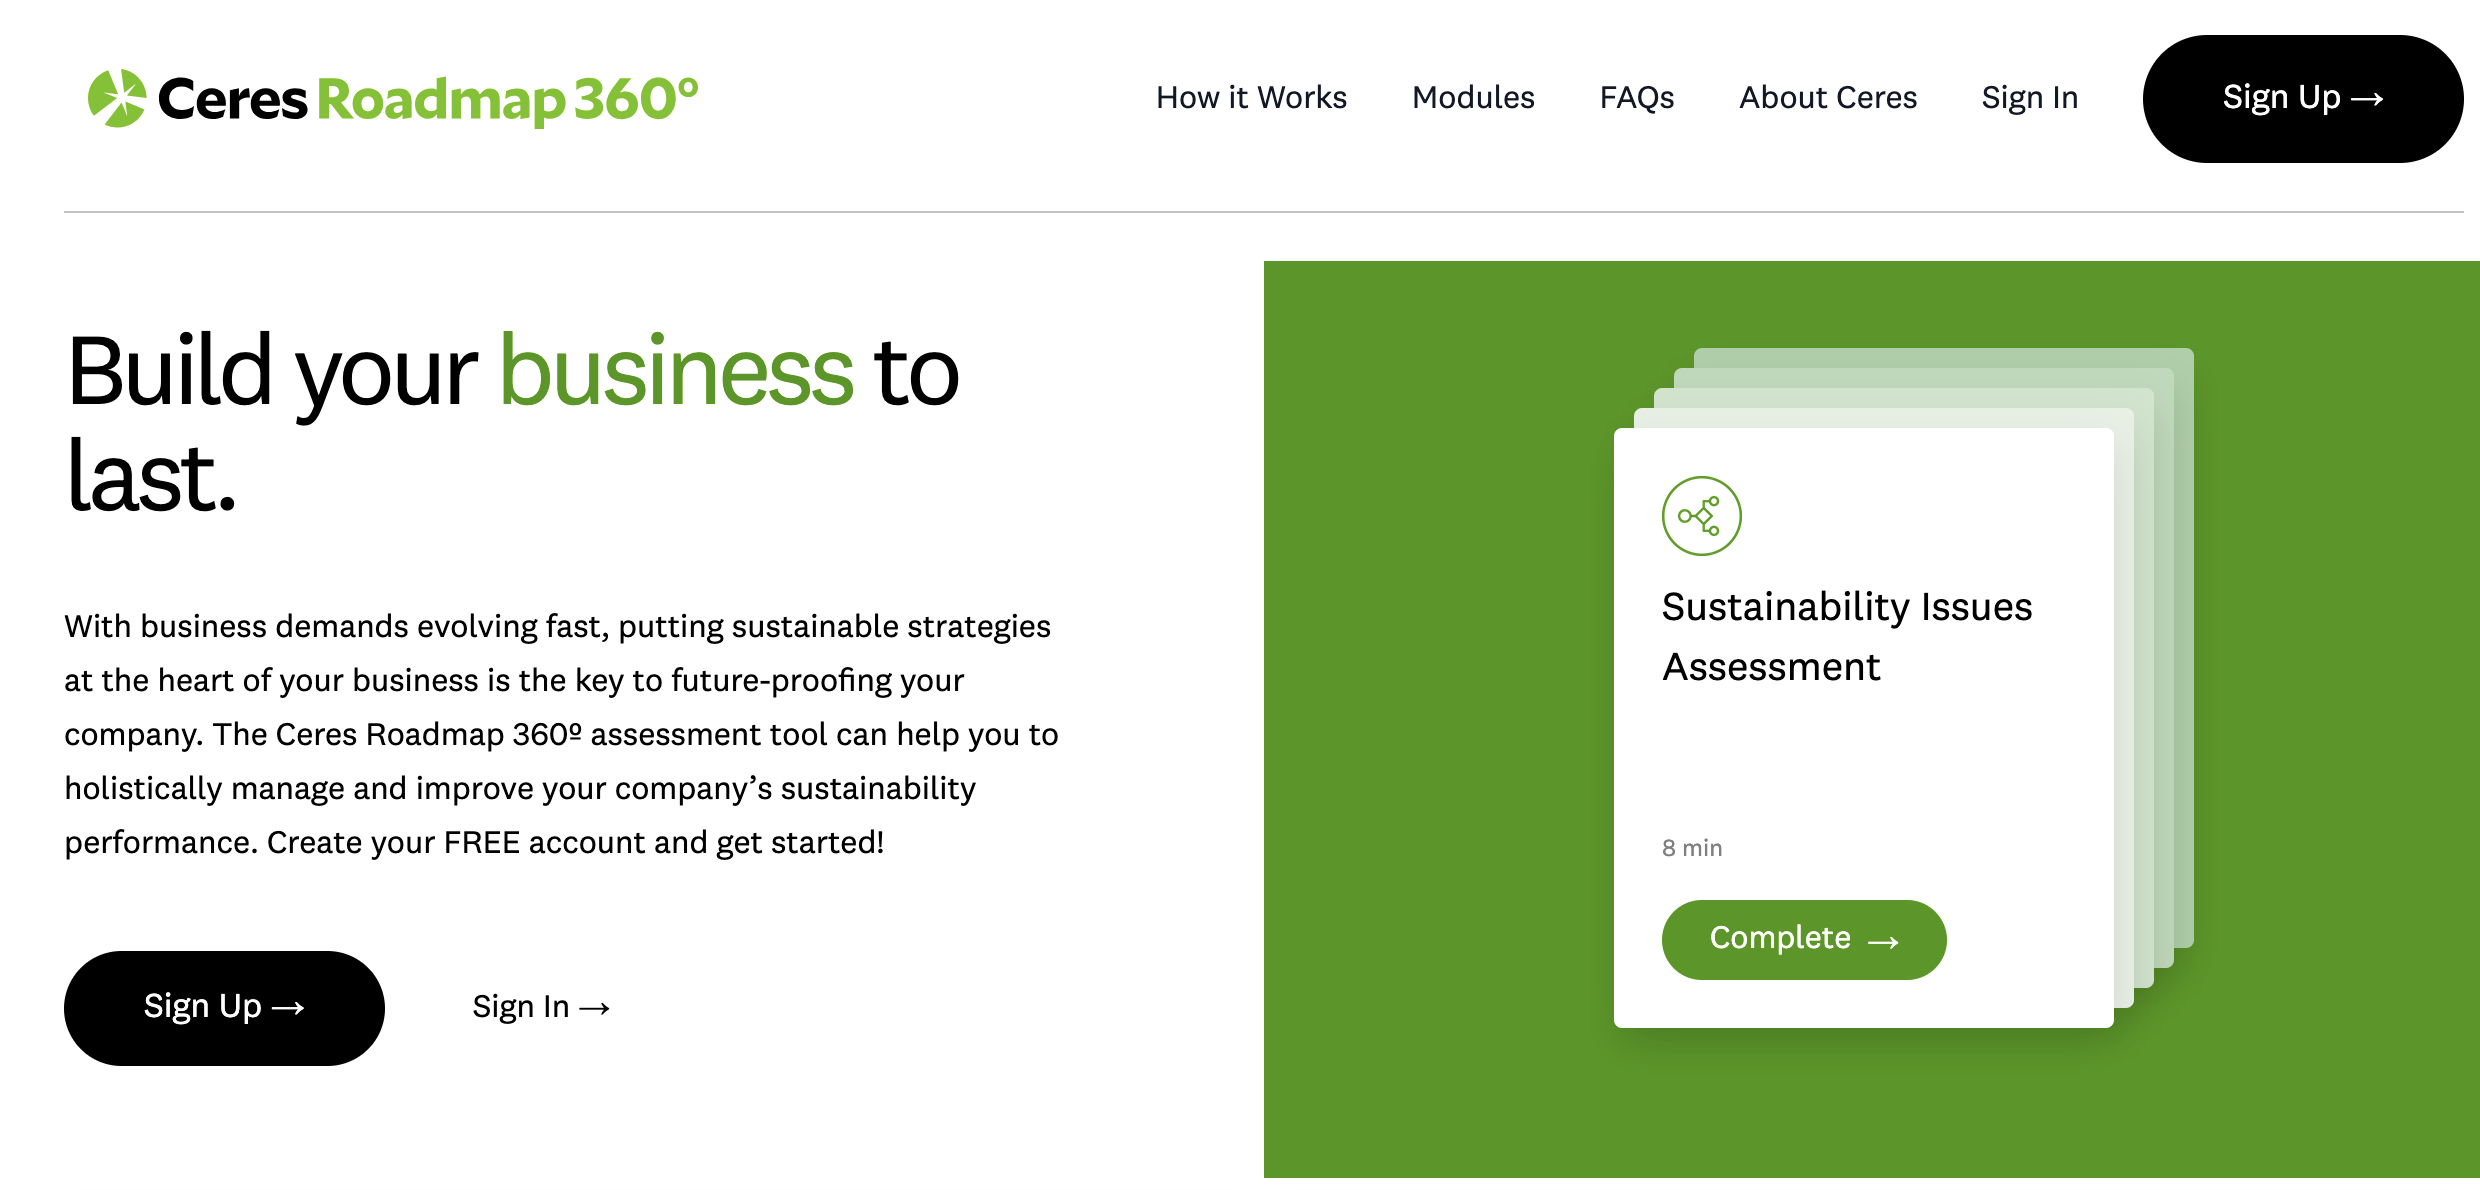 Ceres Roadmap 360º
How it Works
Modules
FAQs
About Ceres
Sign In
Sign Up →
Build your business to
last.
With business demands evolving fast, putting sustainable strategies
at the heart of your business is the key to future-proofing your
company. The Ceres Roadmap 360º assessment tool can help you to
holistically manage and improve your company’s sustainability
performance. Create your FREE account and get started!
Sign Up →
Sign In →
Sustainability Issues
Assessment
8 min
Complete →